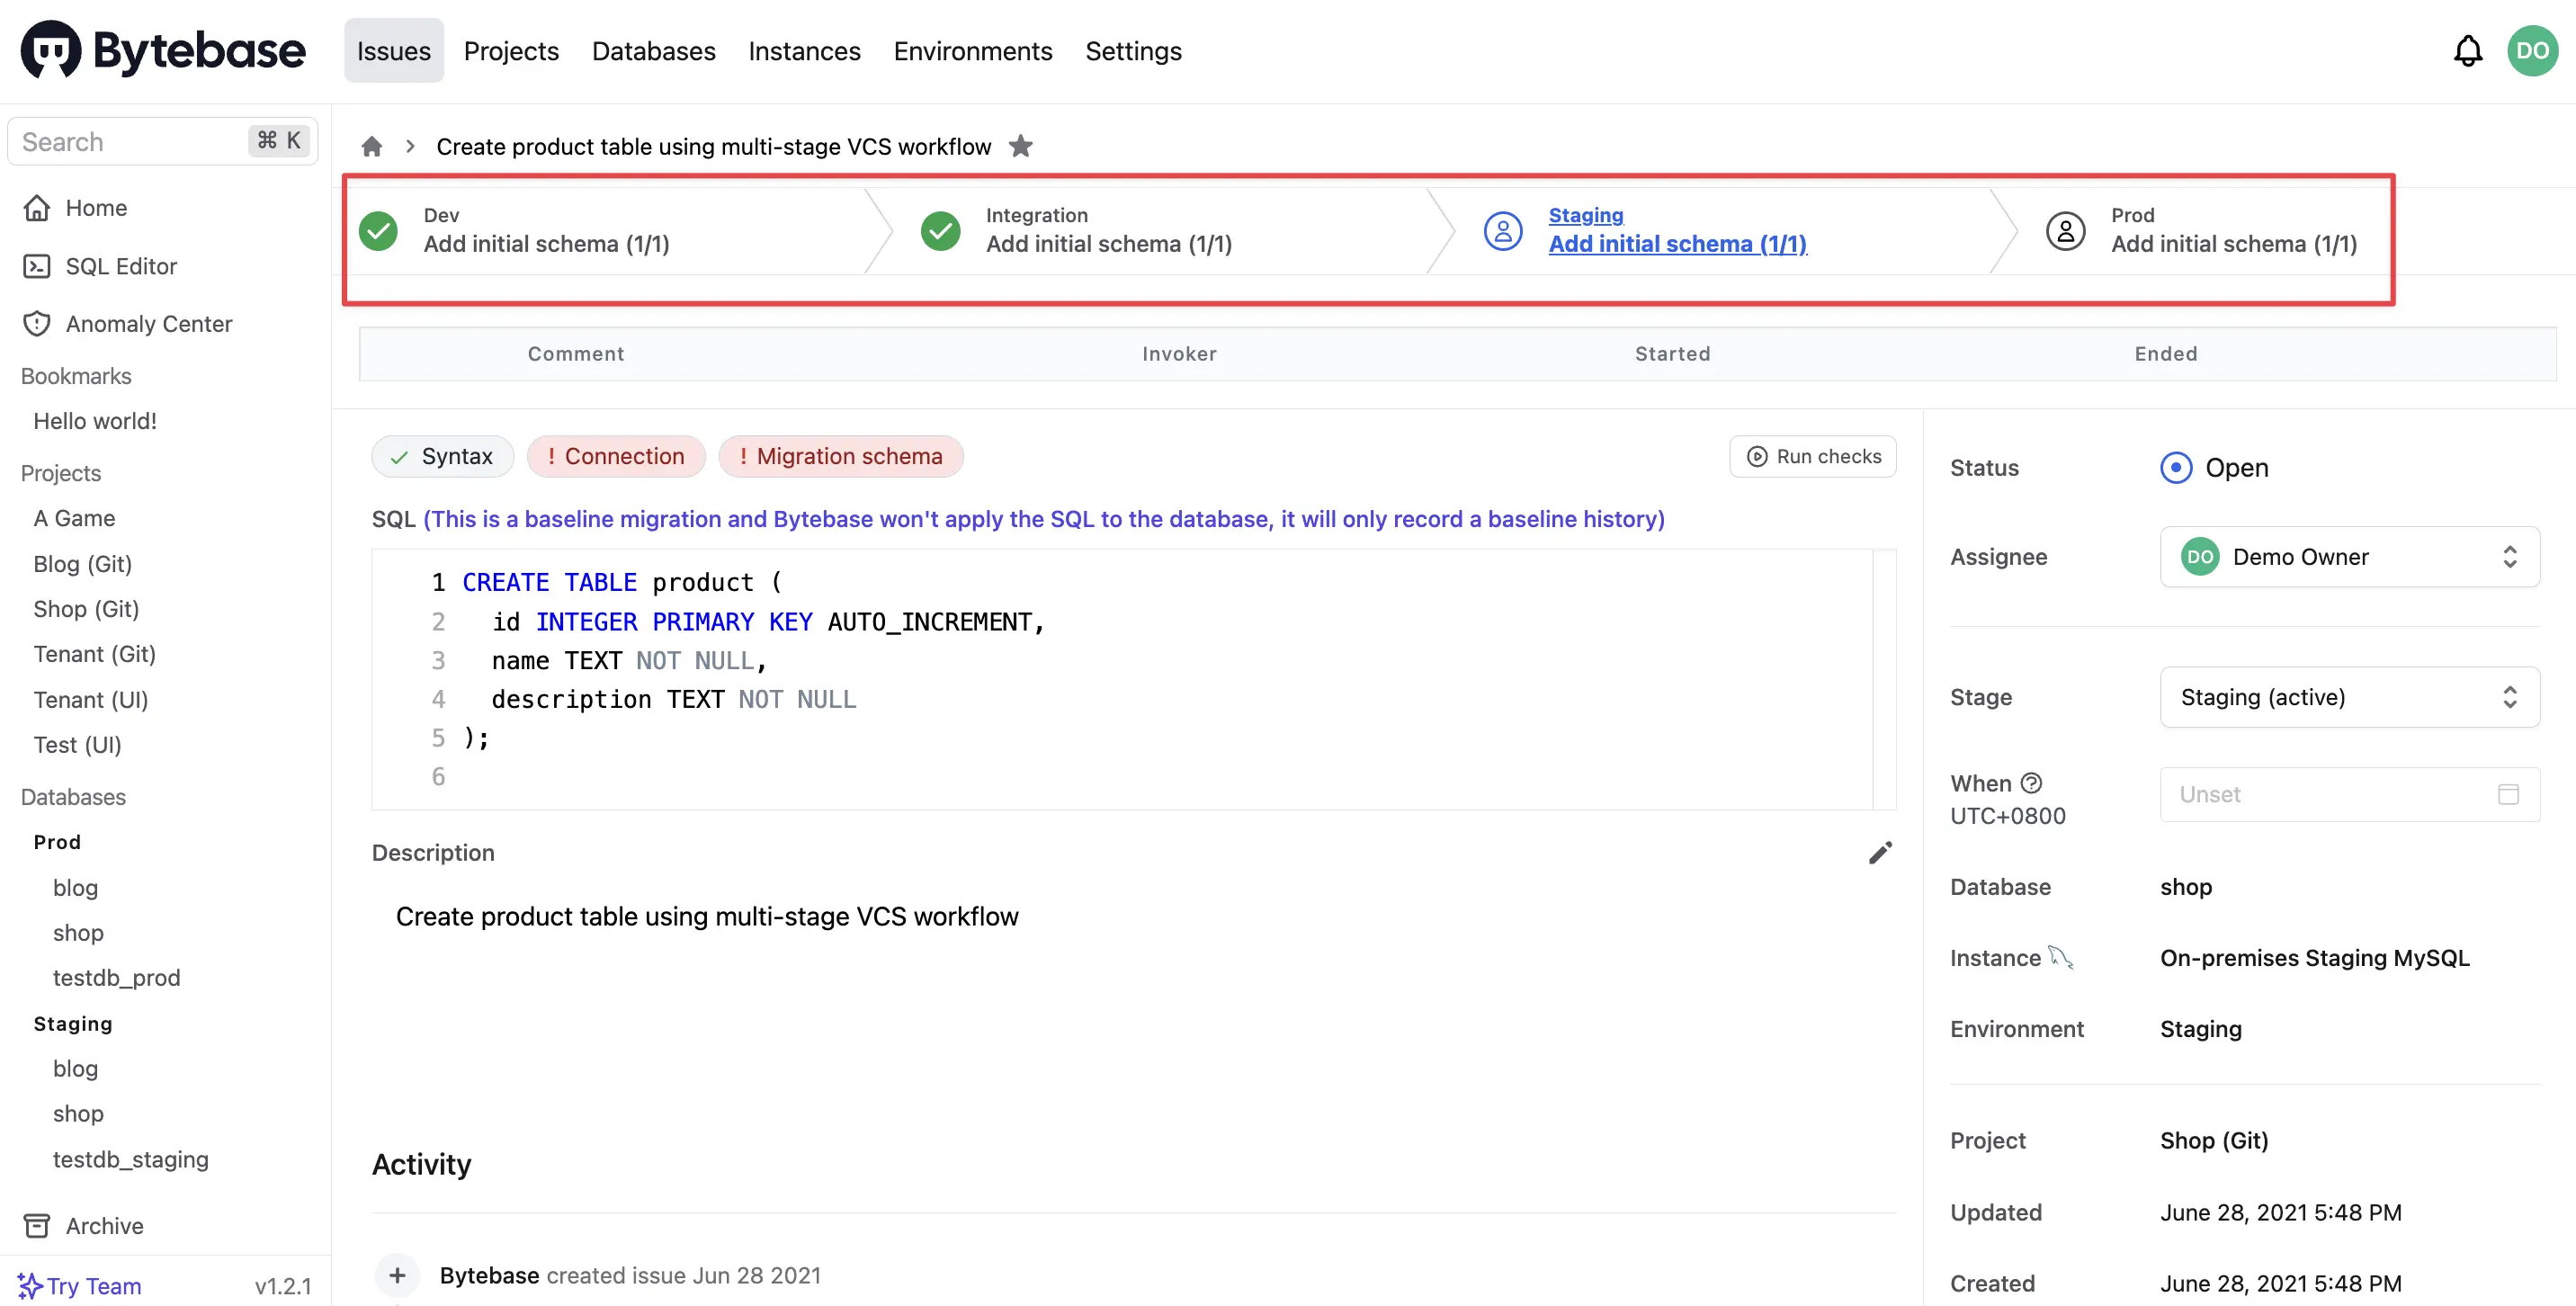 Bytebase
Issues
Projects
Databases
Instances
Environments
Settings
DO
Search
⌘ K
Home
SQL Editor
Anomaly Center
Bookmarks
Hello world!
Projects
A Game
Blog (Git)
Shop (Git)
Tenant (Git)
Tenant (UI)
Test (UI)
Databases
Prod
blog
shop
testdb_prod
Staging
blog
shop
testdb_staging
Archive
Try Team
v1.2.1
Create product table using multi-stage VCS workflow
Dev
Add initial schema (1/1)
Integration
Add initial schema (1/1)
Staging
Add initial schema (1/1)
Prod
Add initial schema (1/1)
Comment
Invoker
Started
Ended
Syntax
! Connection
! Migration schema
Run checks
SQL (This is a baseline migration and Bytebase won't apply the SQL to the database, it will only record a baseline history)
1 CREATE TABLE product (
2 id INTEGER PRIMARY KEY AUTO_INCREMENT,
3 name TEXT NOT NULL,
4 description TEXT NOT NULL
5 );
6
Description
Create product table using multi-stage VCS workflow
Activity
Bytebase created issue Jun 28 2021
Status
Open
Assignee
DO Demo Owner
Stage
Staging (active)
When
UTC+0800
Unset
Database
shop
Instance
On-premises Staging MySQL
Environment
Staging
Project
Shop (Git)
Updated
June 28, 2021 5:48 PM
Created
June 28, 2021 5:48 PM